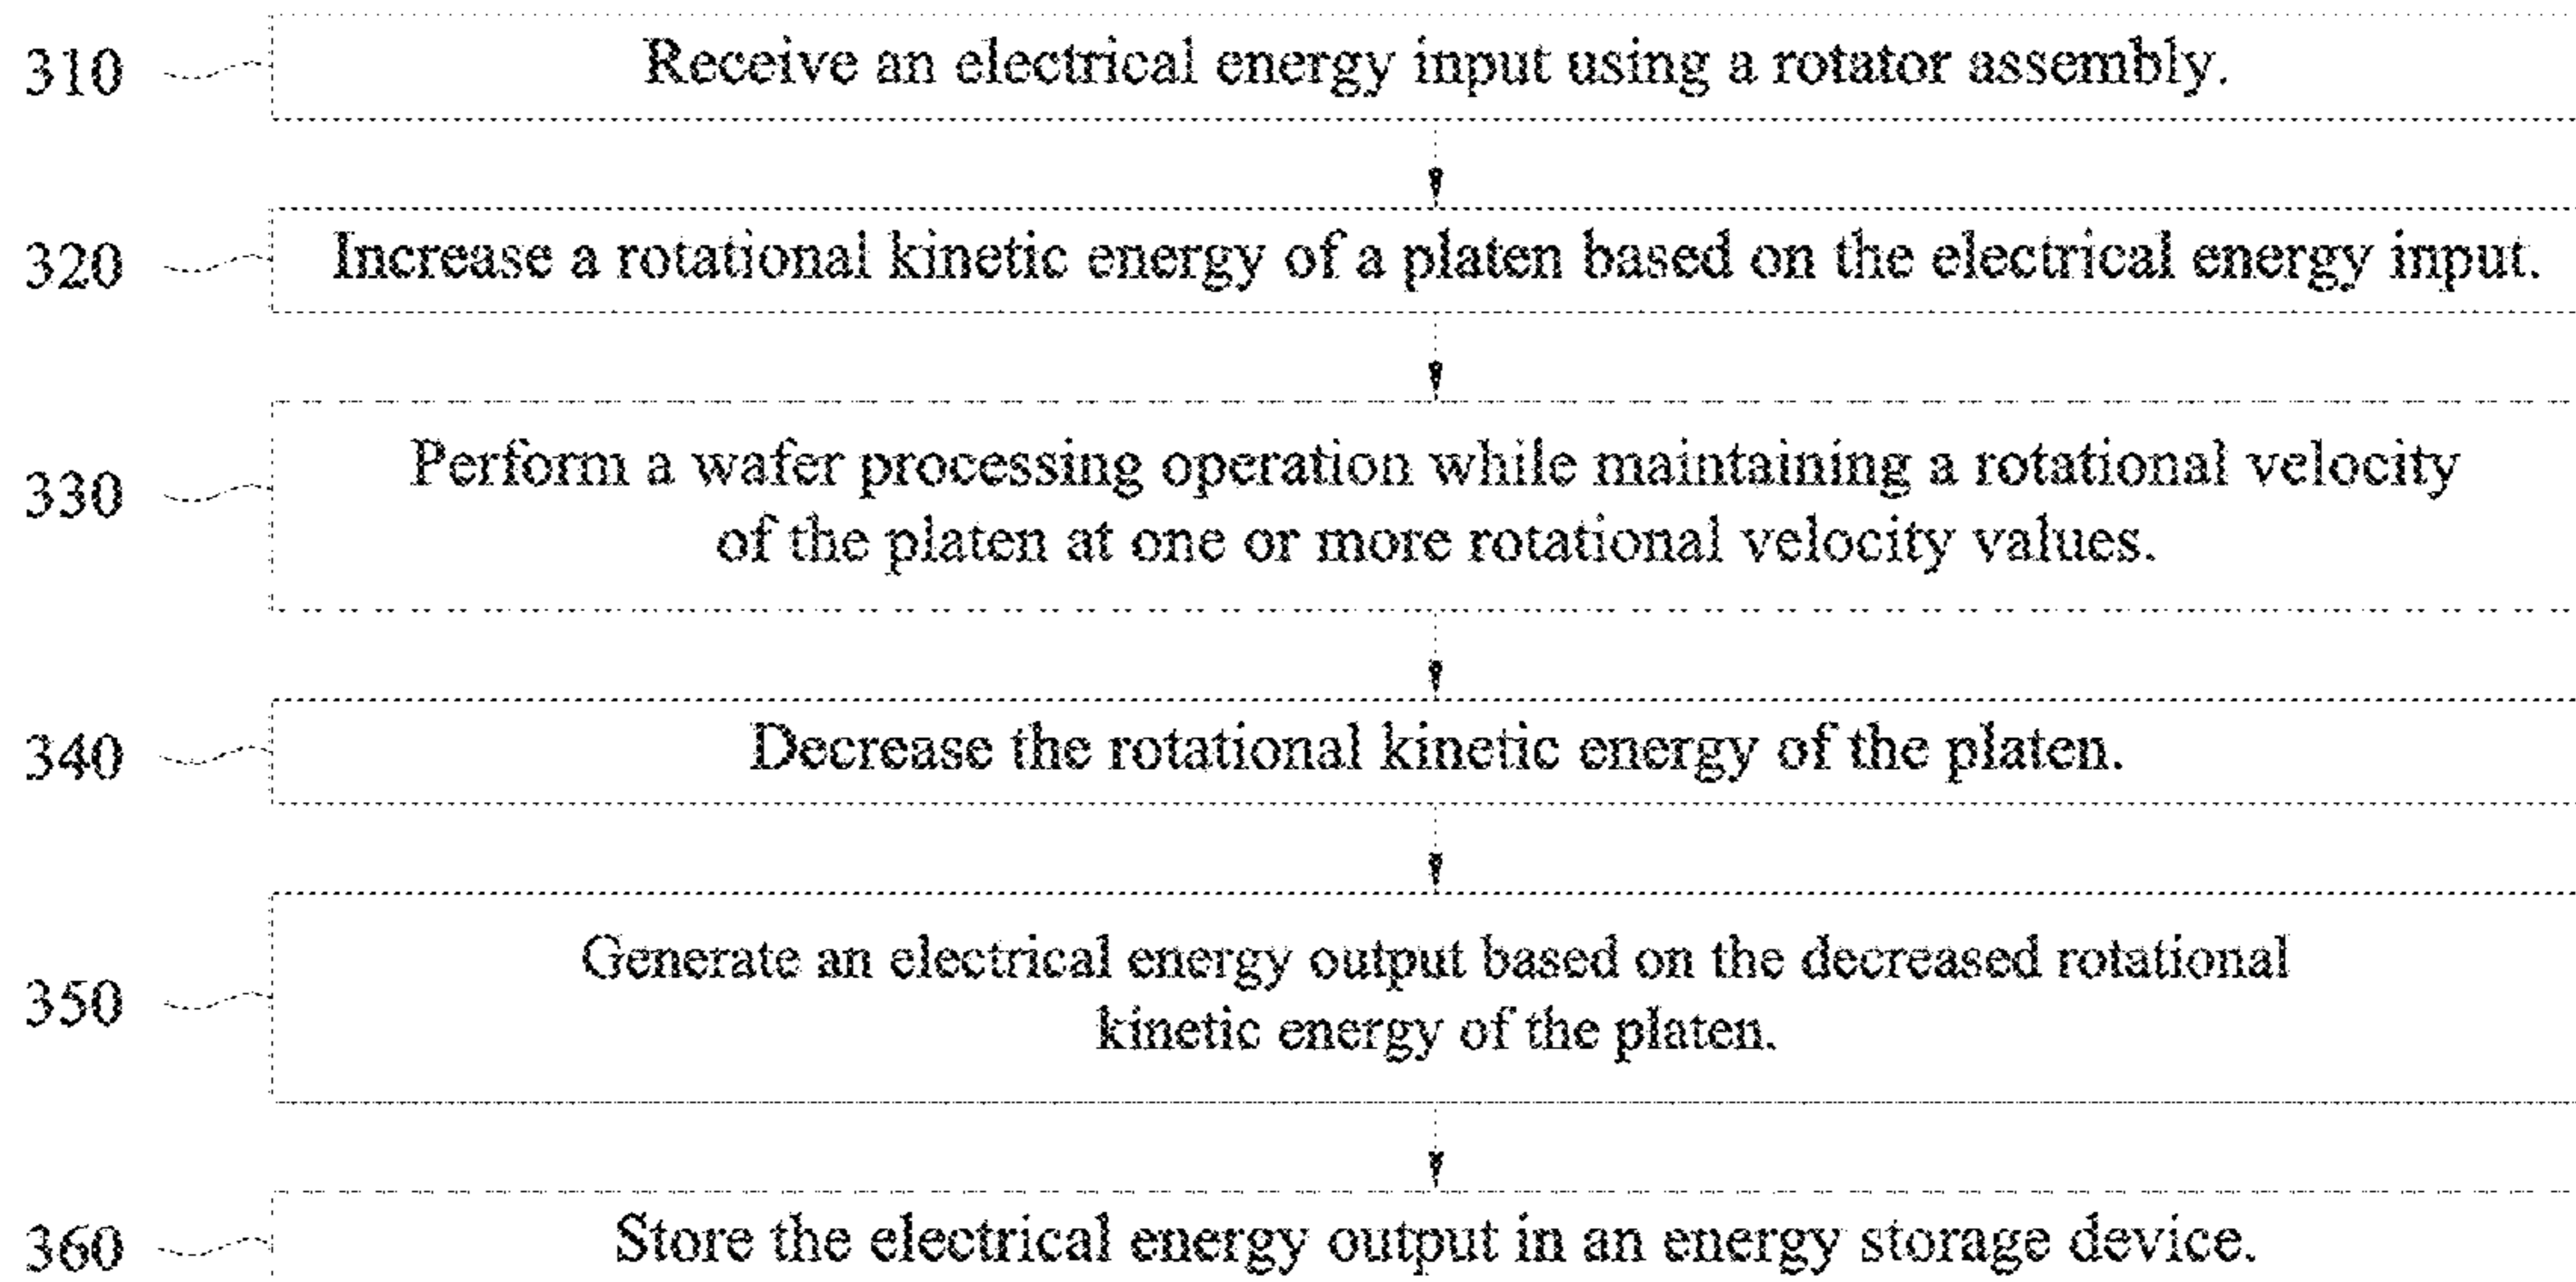 310 Receive an electrical energy input using a rotator assembly.
320 Increase a rotational kinetic energy of a platen based on the electrical energy input.
330 Perform a wafer processing operation while maintaining a rotational velocity
of the platen at one or more rotational velocity values.
340 Decrease the rotational kinetic energy of the platen.
350 Generate an electrical energy output based on the decreased rotational
kinetic energy of the platen.
360 Store the electrical energy output in an energy storage device.